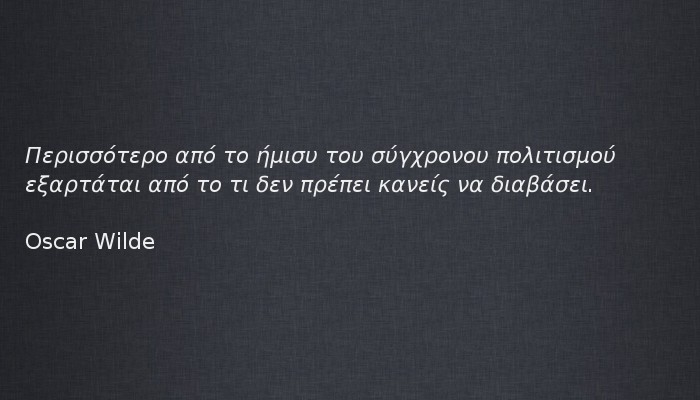 Περισσότερο από το ήμισυ του σύγχρονου πολιτισμού
εξαρτάται από το τι δεν πρέπει κανείς να διαβάσει.
Oscar Wilde